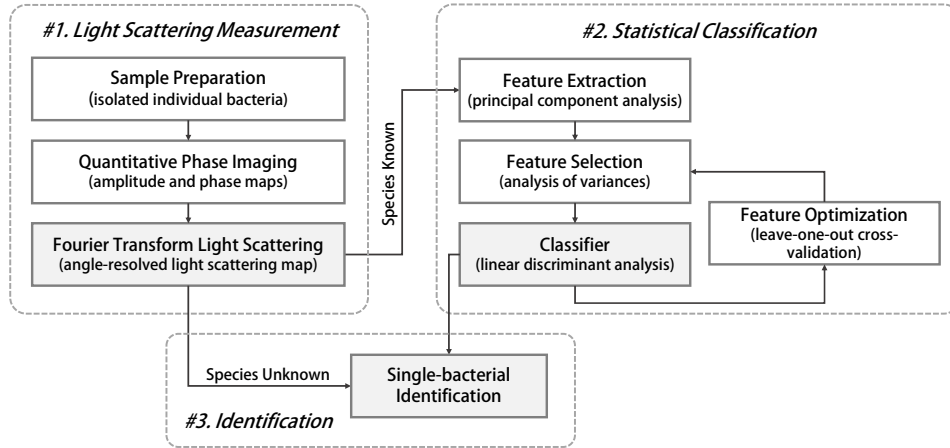 #1. Light Scattering Measurement
Sample Preparation
(isolated individual bacteria)
Quantitative Phase Imaging
(amplitude and phase maps)
Fourier Transform Light Scattering
(angle-resolved light scattering map)
Species Known
#2. Statistical Classification
Feature Extraction
(principal component analysis)
Feature Selection
(analysis of variances)
Classifier
(linear discriminant analysis)
Feature Optimization
(leave-one-out cross-
validation)
Species Unknown
Single-bacterial
Identification
#3. Identification